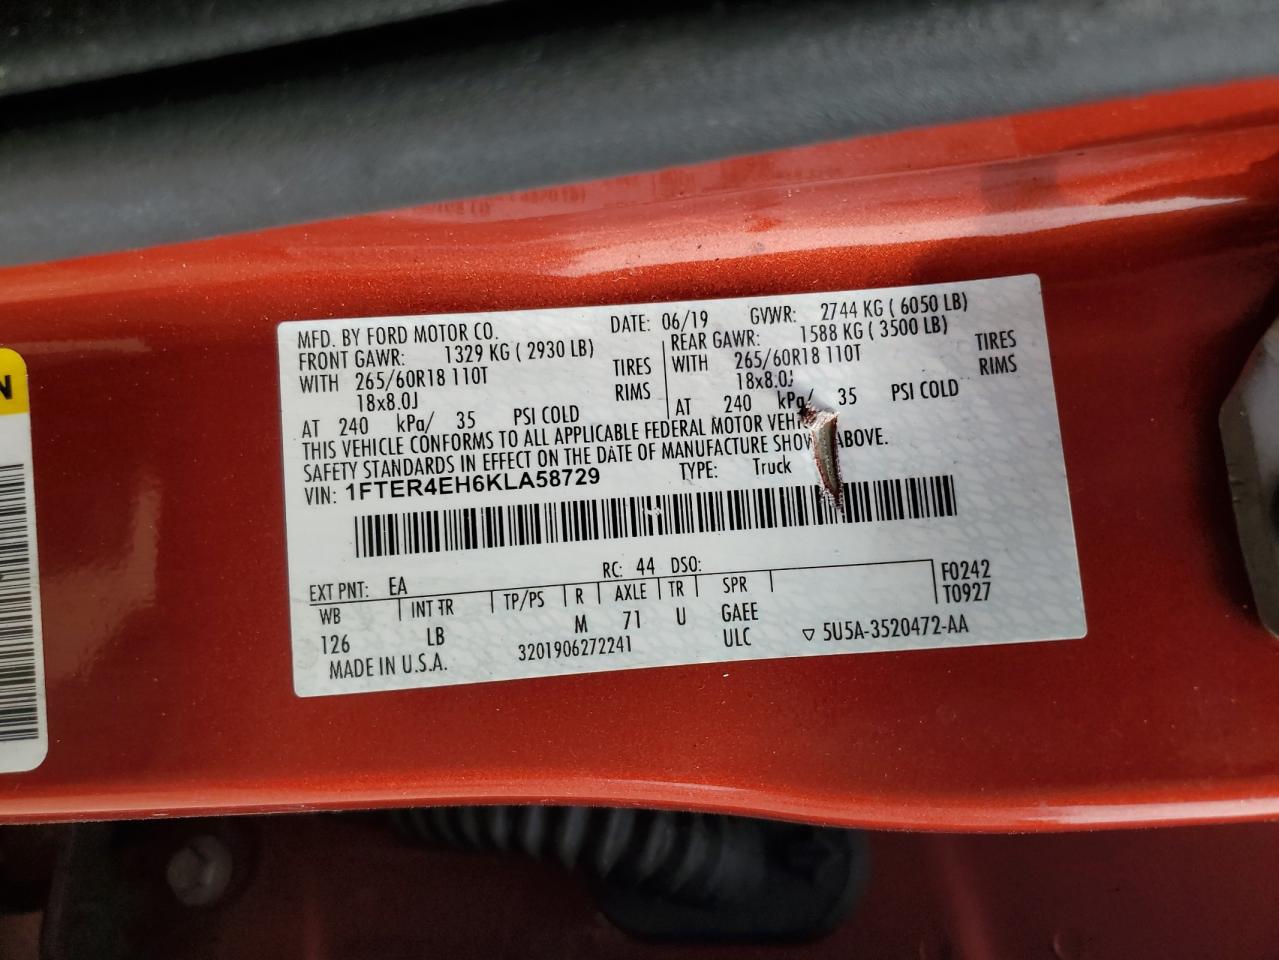 MFD. BY FORD MOTOR CO. DATE: 06/19 GVWR: 2744 KG ( 6050 LB)
FRONT GAWR: 1329 KG ( 2930 LB) REAR GAWR: 1588 KG ( 3500 LB)
WITH 265/60R18 110T TIRES WITH 265/60R18 110T TIRES
18x8.0J RIMS 18x8.0J RIMS
AT 240 kPa/ 35 PSI COLD AT 240 kPa/ 35 PSI COLD
THIS VEHICLE CONFORMS TO ALL APPLICABLE FEDERAL MOTOR
SAFETY STANDARDS IN EFFECT ON THE DATE OF MANUFACTURE ABOVE.
VIN: 1FTER4EH6KLA58729 TYPE: Truck
EXT PNT: EA RC: 44 DSO: F0242
WB INT TR TP/PS R AXLE TR SPR T0927
126 LB M 71 U GAEE
MADE IN U.S.A. 3201906272241 ULC ▽ 5U5A-3520472-AA
N